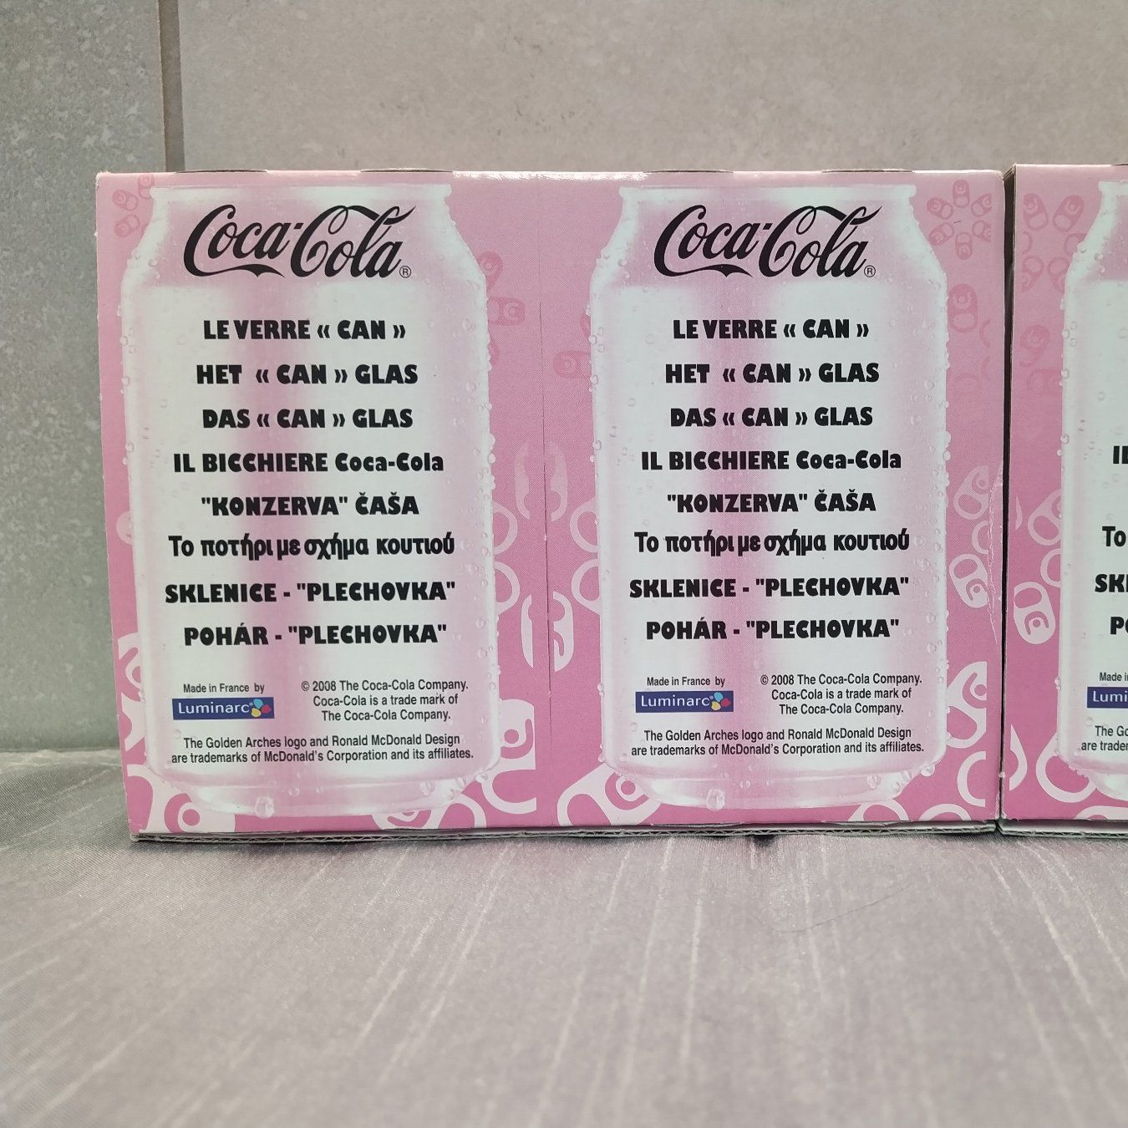 Coca-Cola®
LE VERRE « CAN »
HET « CAN » GLAS
DAS « CAN » GLAS
IL BICCHIERE Coca-Cola
"KONZERVA" ČAŠA
Το ποτήρι με σχήμα κουτιού
SKLENICE - "PLECHOVKA"
POHÁR - "PLECHOVKA"
Made in France by
Luminarc
© 2008 The Coca-Cola Company.
Coca-Cola is a trade mark of
The Coca-Cola Company.
The Golden Arches logo and Ronald McDonald Design
are trademarks of McDonald's Corporation and its affiliates.
Coca-Cola®
LE VERRE « CAN »
HET « CAN » GLAS
DAS « CAN » GLAS
IL BICCHIERE Coca-Cola
"KONZERVA" ČAŠA
Το ποτήρι με σχήμα κουτιού
SKLENICE - "PLECHOVKA"
POHÁR - "PLECHOVKA"
Made in France by
Luminarc
© 2008 The Coca-Cola Company.
Coca-Cola is a trade mark of
The Coca-Cola Company.
The Golden Arches logo and Ronald McDonald Design
are trademarks of McDonald's Corporation and its affiliates.
Το